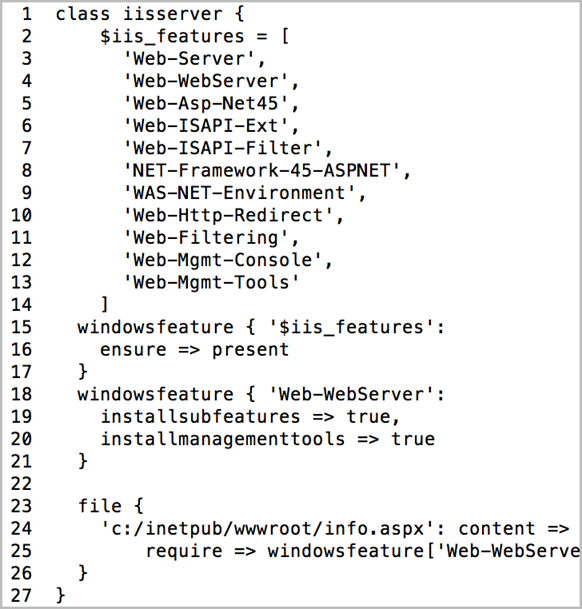 1 class iisserver {
2 $iis_features = [
3 'Web-Server',
4 'Web-WebServer',
5 'Web-Asp-Net45',
6 'Web-ISAPI-Ext',
7 'Web-ISAPI-Filter',
8 'NET-Framework-45-ASPNET',
9 'WAS-NET-Environment',
10 'Web-Http-Redirect',
11 'Web-Filtering',
12 'Web-Mgmt-Console',
13 'Web-Mgmt-Tools'
14 ]
15 windowsfeature { '$iis_features':
16 ensure => present
17 }
18 windowsfeature { 'Web-WebServer':
19 installsubfeatures => true,
20 installmanagementtools => true
21 }
22
23 file {
24 'c:/inetpub/wwwroot/info.aspx': content =>
25 require => windowsfeature['Web-WebServe
26 }
27 }